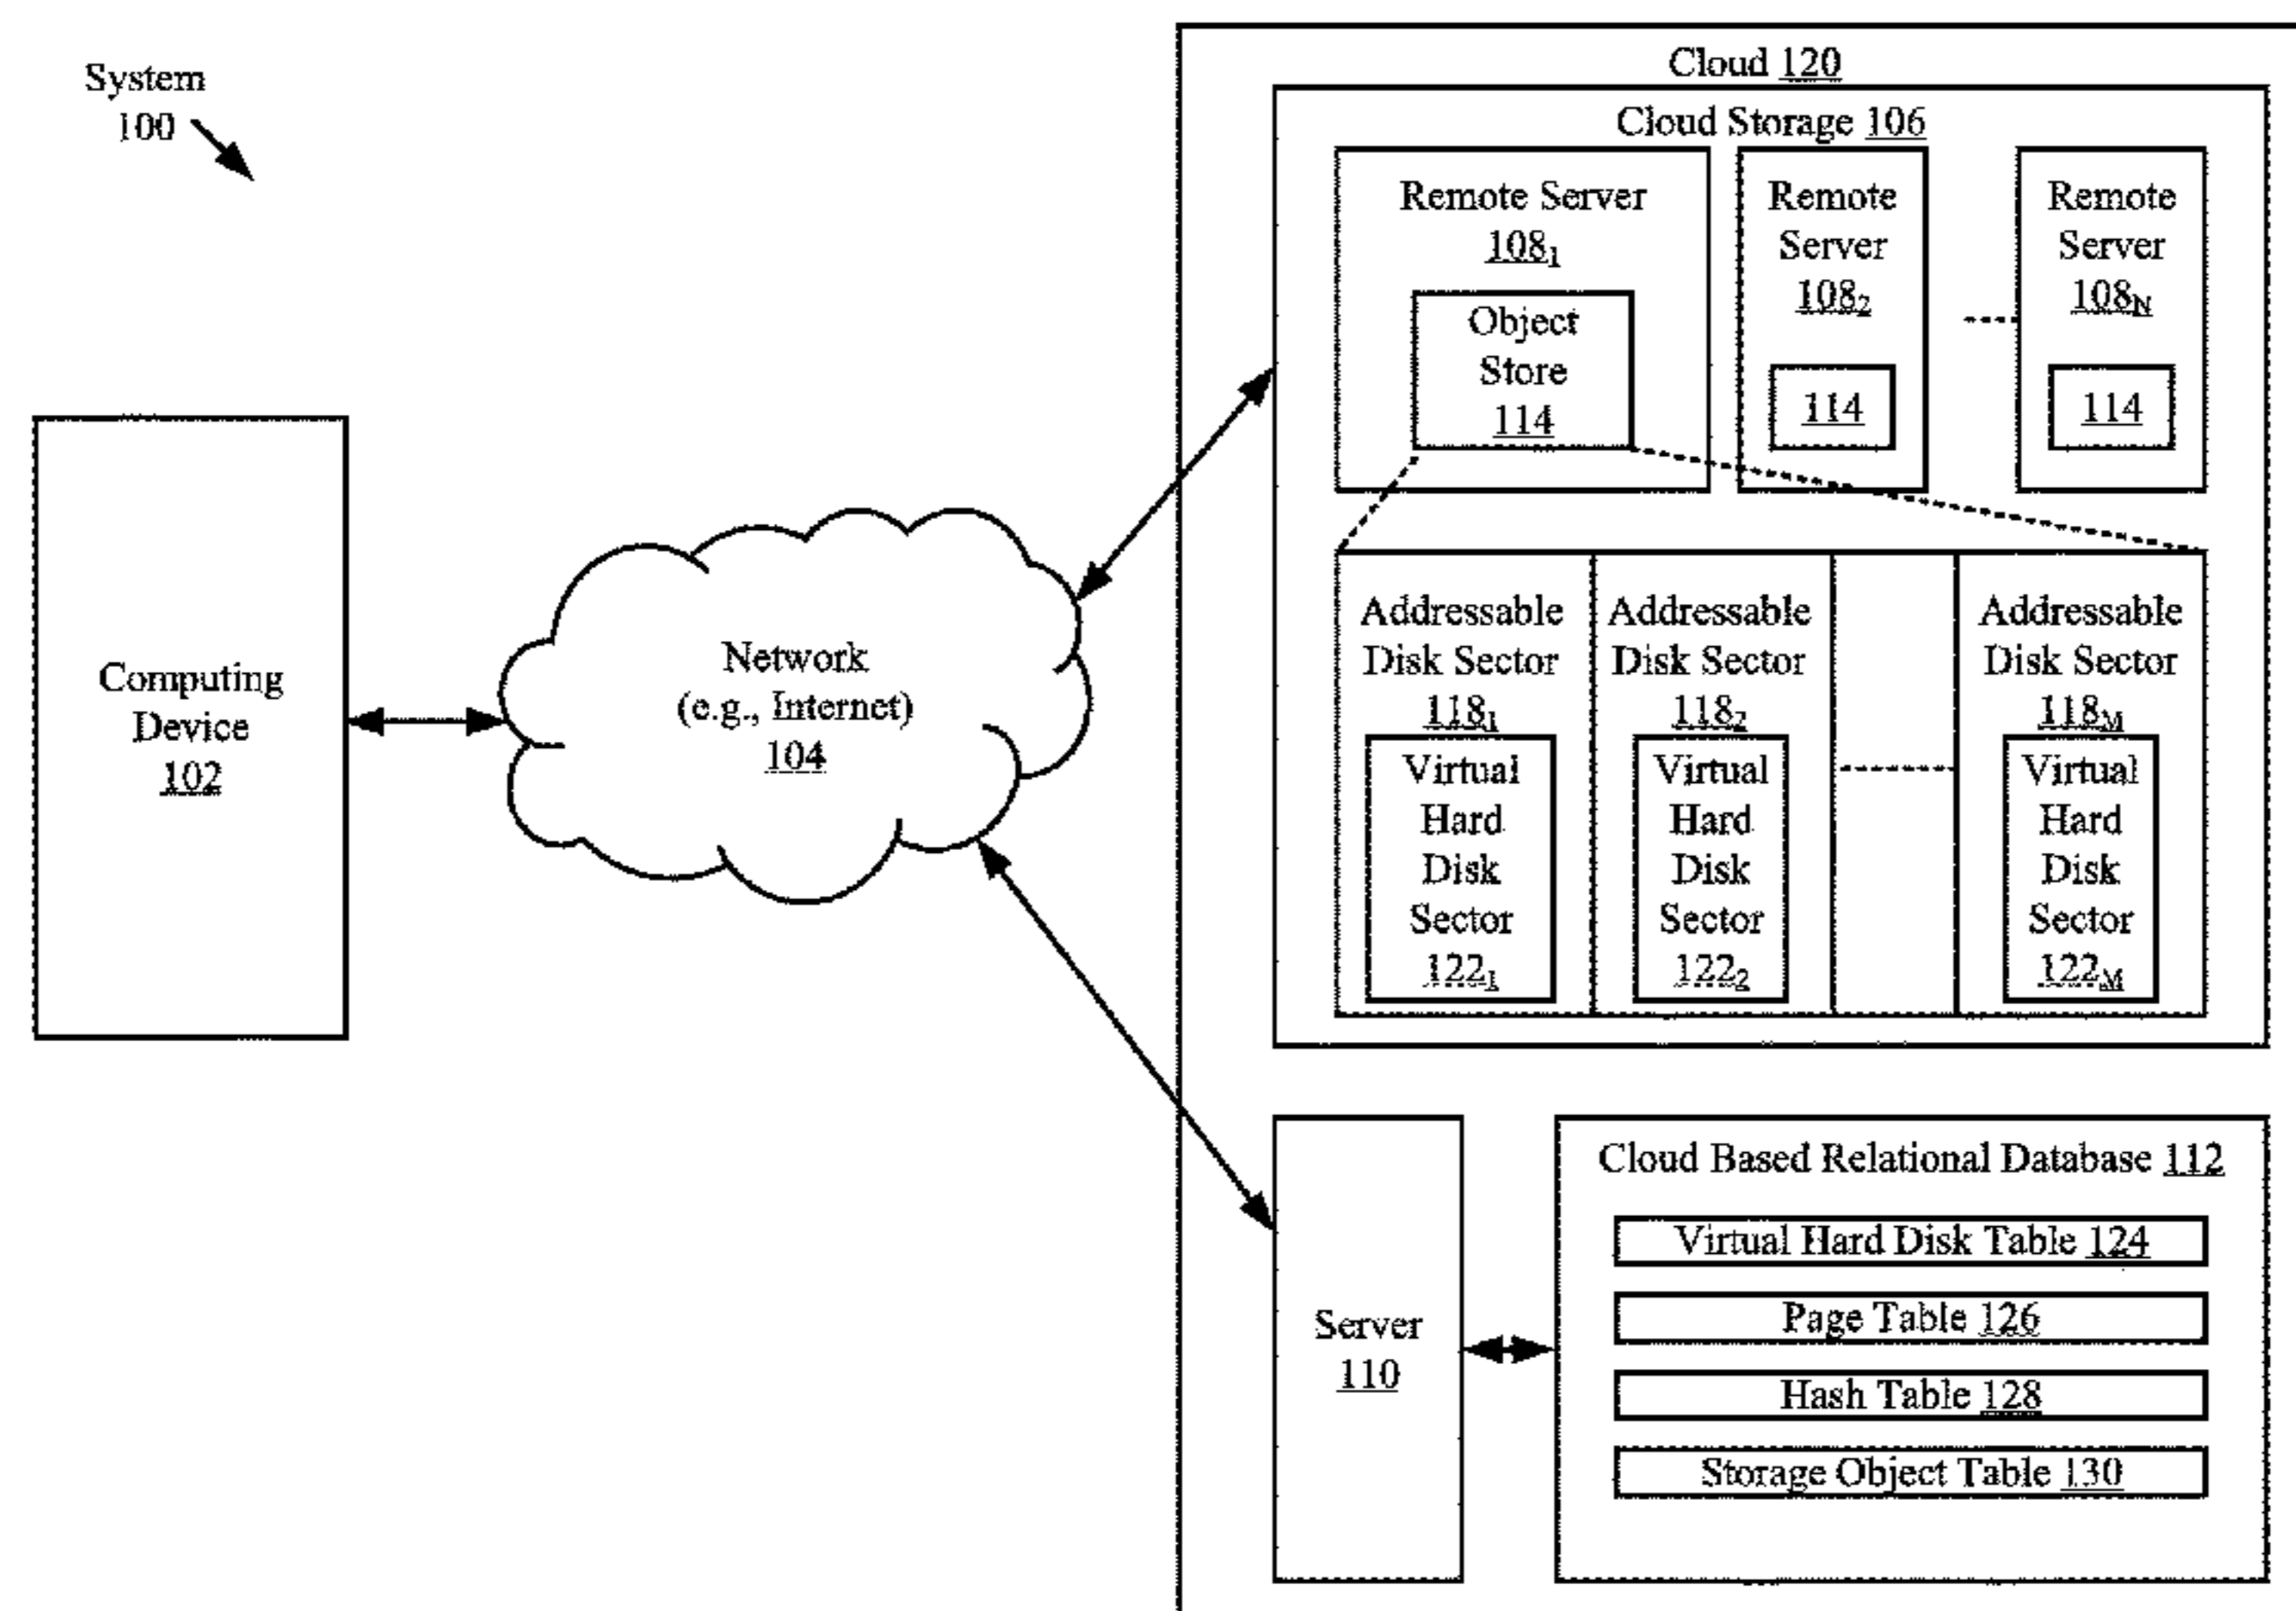 System
100
Cloud 120
Cloud Storage 106
Remote Server
108₁
Object
Store
114
Remote
Server
108₂
114
Remote
Server
108N
114
Addressable
Disk Sector
118₁
Virtual
Hard
Disk
Sector
122₁
Addressable
Disk Sector
118₂
Virtual
Hard
Disk
Sector
122₂
Addressable
Disk Sector
118M
Virtual
Hard
Disk
Sector
122M
Computing
Device
102
Network
(e.g., Internet)
104
Server
110
Cloud Based Relational Database 112
Virtual Hard Disk Table 124
Page Table 126
Hash Table 128
Storage Object Table 130